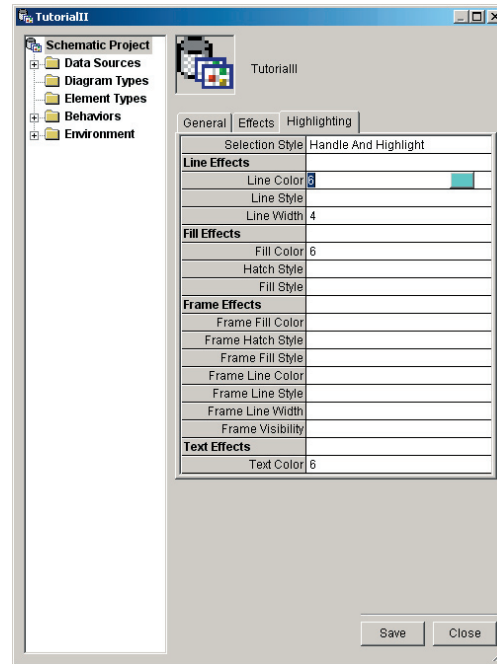 TutorialII
Schematic Project
Data Sources
Diagram Types
Element Types
Behaviors
Environment
TutorialII
General Effects Highlighting
Selection Style Handle And Highlight
Line Effects
Line Color 6
Line Style
Line Width 4
Fill Effects
Fill Color 6
Hatch Style
Fill Style
Frame Effects
Frame Fill Color
Frame Hatch Style
Frame Fill Style
Frame Line Color
Frame Line Style
Frame Line Width
Frame Visibility
Text Effects
Text Color 6
Save Close